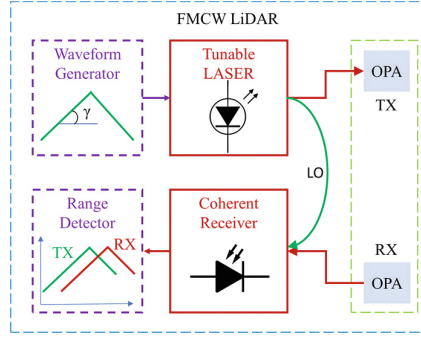 FMCW LiDAR
Waveform
Generator
γ
Tunable
LASER
OPA
TX
LO
Range
Detector
TX
RX
Coherent
Receiver
RX
OPA